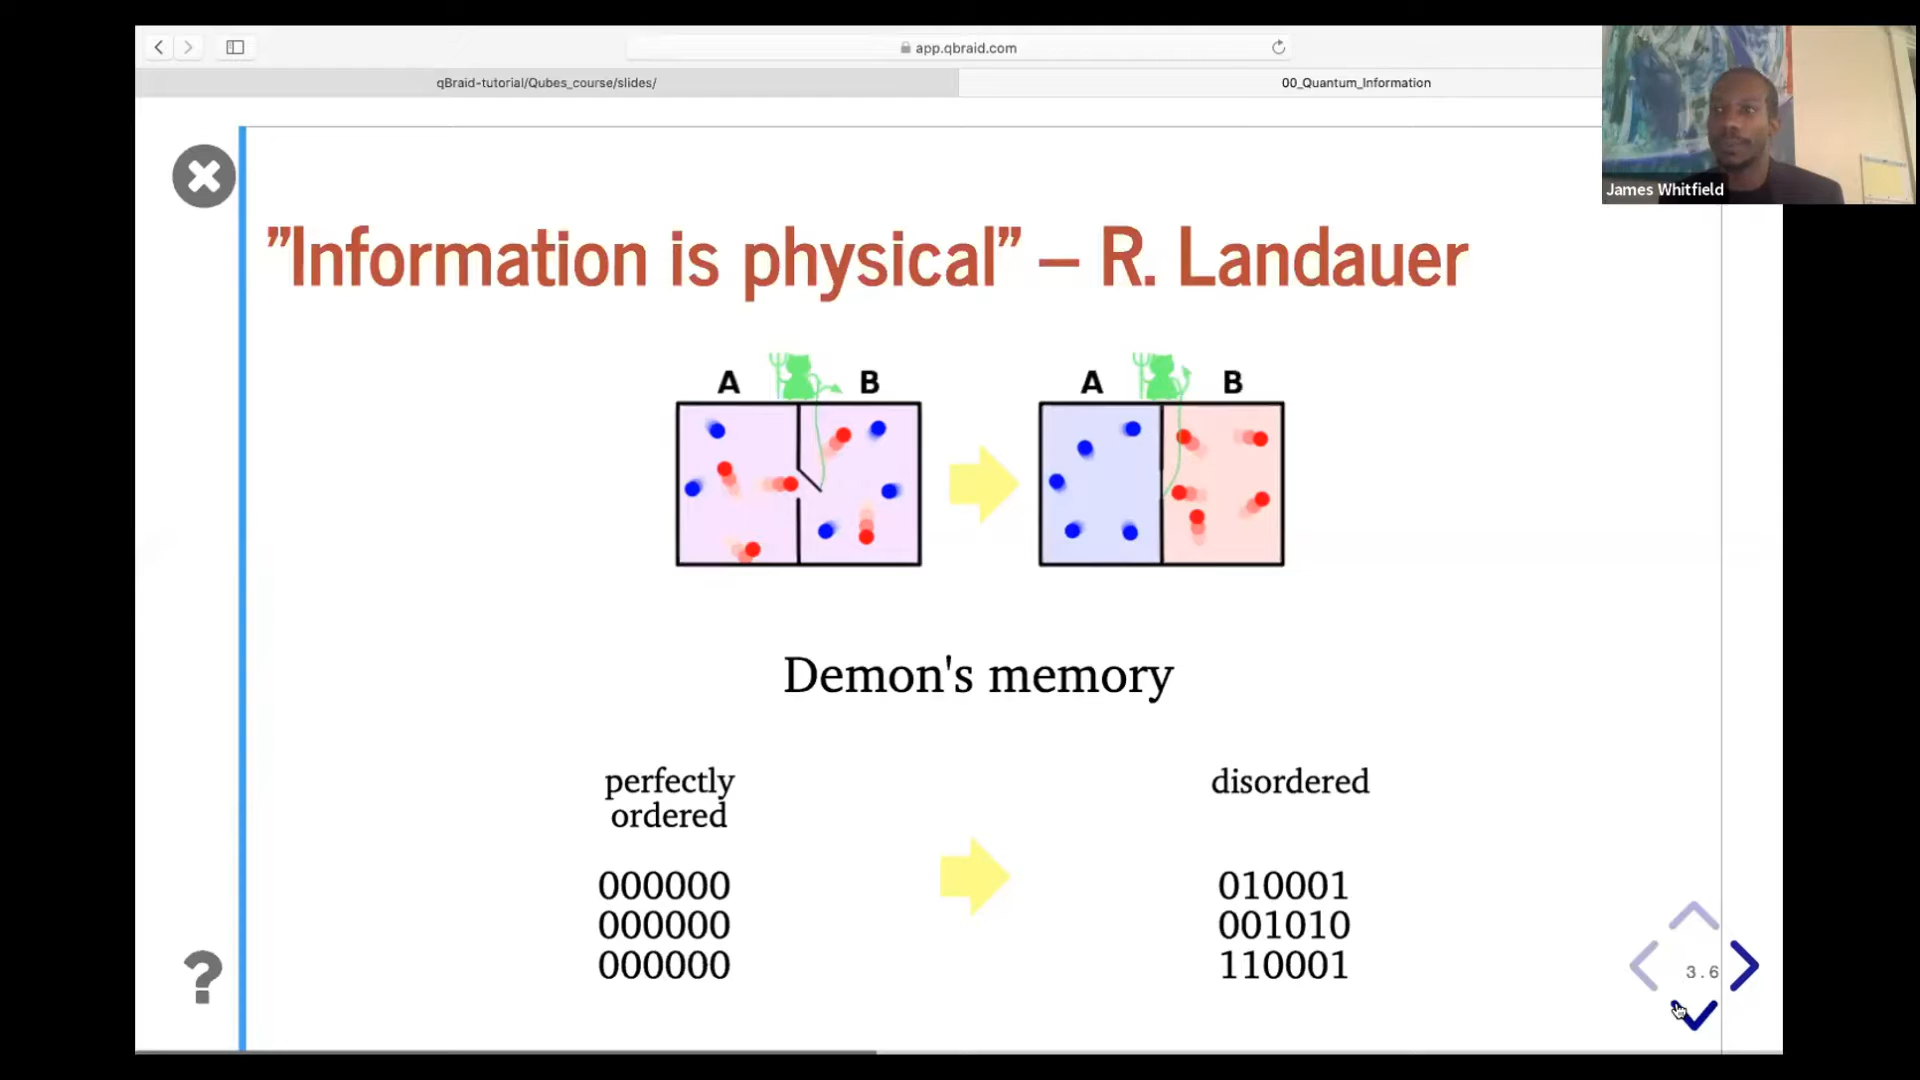 app.qbraid.com
qBraid-tutorial/Qubes_course/slides/
00_Quantum_Information
James Whitfield
”Information is physical” – R. Landauer
A B A B
Demon's memory
perfectly
ordered
disordered
000000
000000
000000
010001
001010
110001
?
3.6